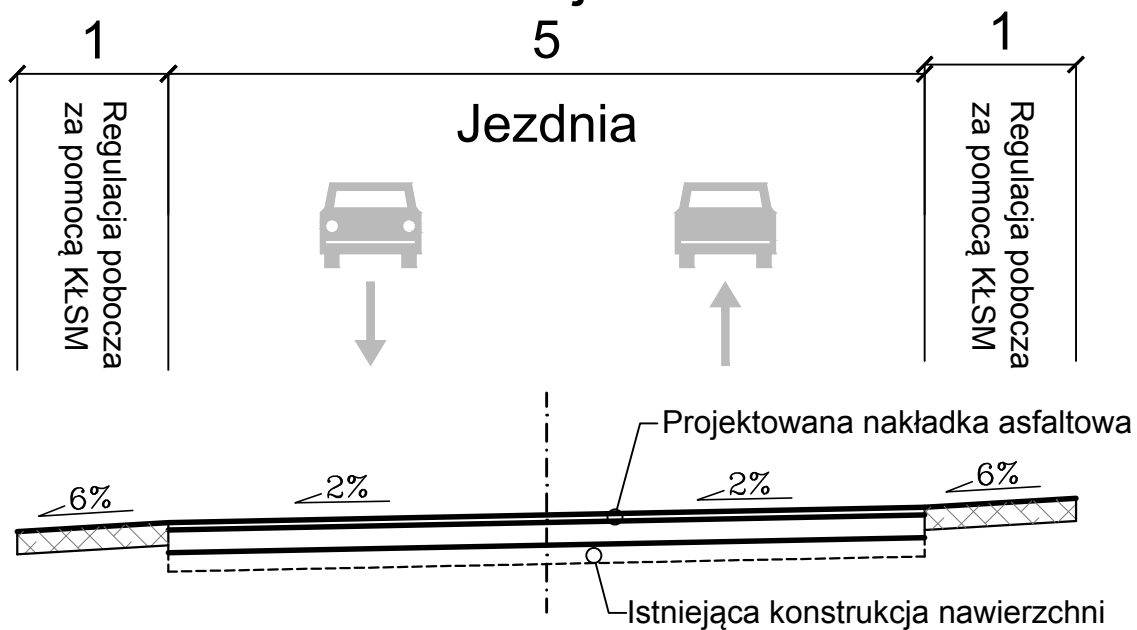 1
5
1
Regulacja pobocza
za pomocą KŁSM
Jezdnia
Regulacja pobocza
za pomocą KŁSM
Projektowana nakładka asfaltowa
6%
2%
2%
6%
Istniejąca konstrukcja nawierzchni